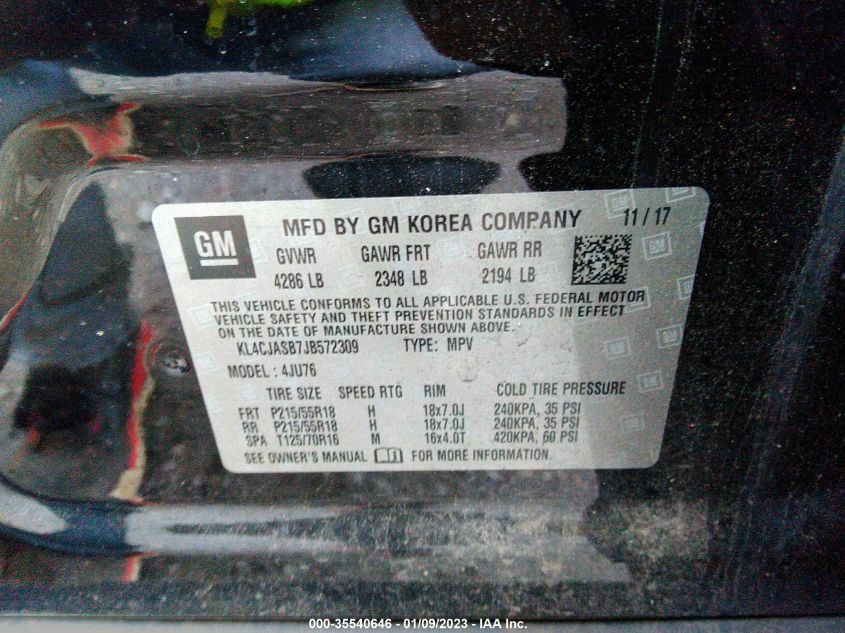 GM
MFD BY GM KOREA COMPANY 11/17
GVWR GAWR FRT GAWR RR
4286 LB 2348 LB 2194 LB
THIS VEHICLE CONFORMS TO ALL APPLICABLE U.S. FEDERAL MOTOR
VEHICLE SAFETY AND THEFT PREVENTION STANDARDS IN EFFECT
ON THE DATE OF MANUFACTURE SHOWN ABOVE.
KL4CJASB7JB572309 TYPE: MPV
MODEL: 4JU76
TIRE SIZE SPEED RTG RIM COLD TIRE PRESSURE
FRT P215/55R18 H 18x7.0J 240KPA, 35 PSI
RR P215/55R18 H 18x7.0J 240KPA, 35 PSI
SPA T125/70R16 M 16x4.0T 420KPA, 60 PSI
SEE OWNER'S MANUAL FOR MORE INFORMATION.
000-35540646 - 01/09/2023 - IAA Inc.